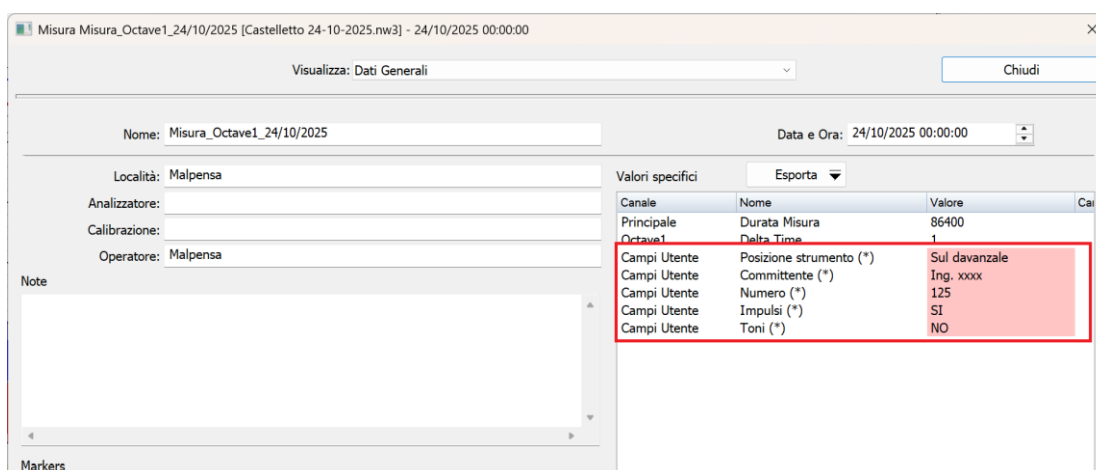 Misura Misura_Octave1_24/10/2025 [Castelletto 24-10-2025.nw3] - 24/10/2025 00:00:00
Visualizza: Dati Generali
Chiudi
Nome: Misura_Octave1_24/10/2025
Data e Ora: 24/10/2025 00:00:00
Località: Malpensa
Analizzatore:
Calibrazione:
Operatore: Malpensa
Note
Markers
Valori specifici
Esporta
Canale Nome Valore Car
Principale Durata Misura 86400
Octave1 Delta Time 1
Campi Utente Posizione strumento (*) Sul davanzale
Campi Utente Committente (*) Ing. xxxx
Campi Utente Numero (*) 125
Campi Utente Impulsi (*) SI
Campi Utente Toni (*) NO